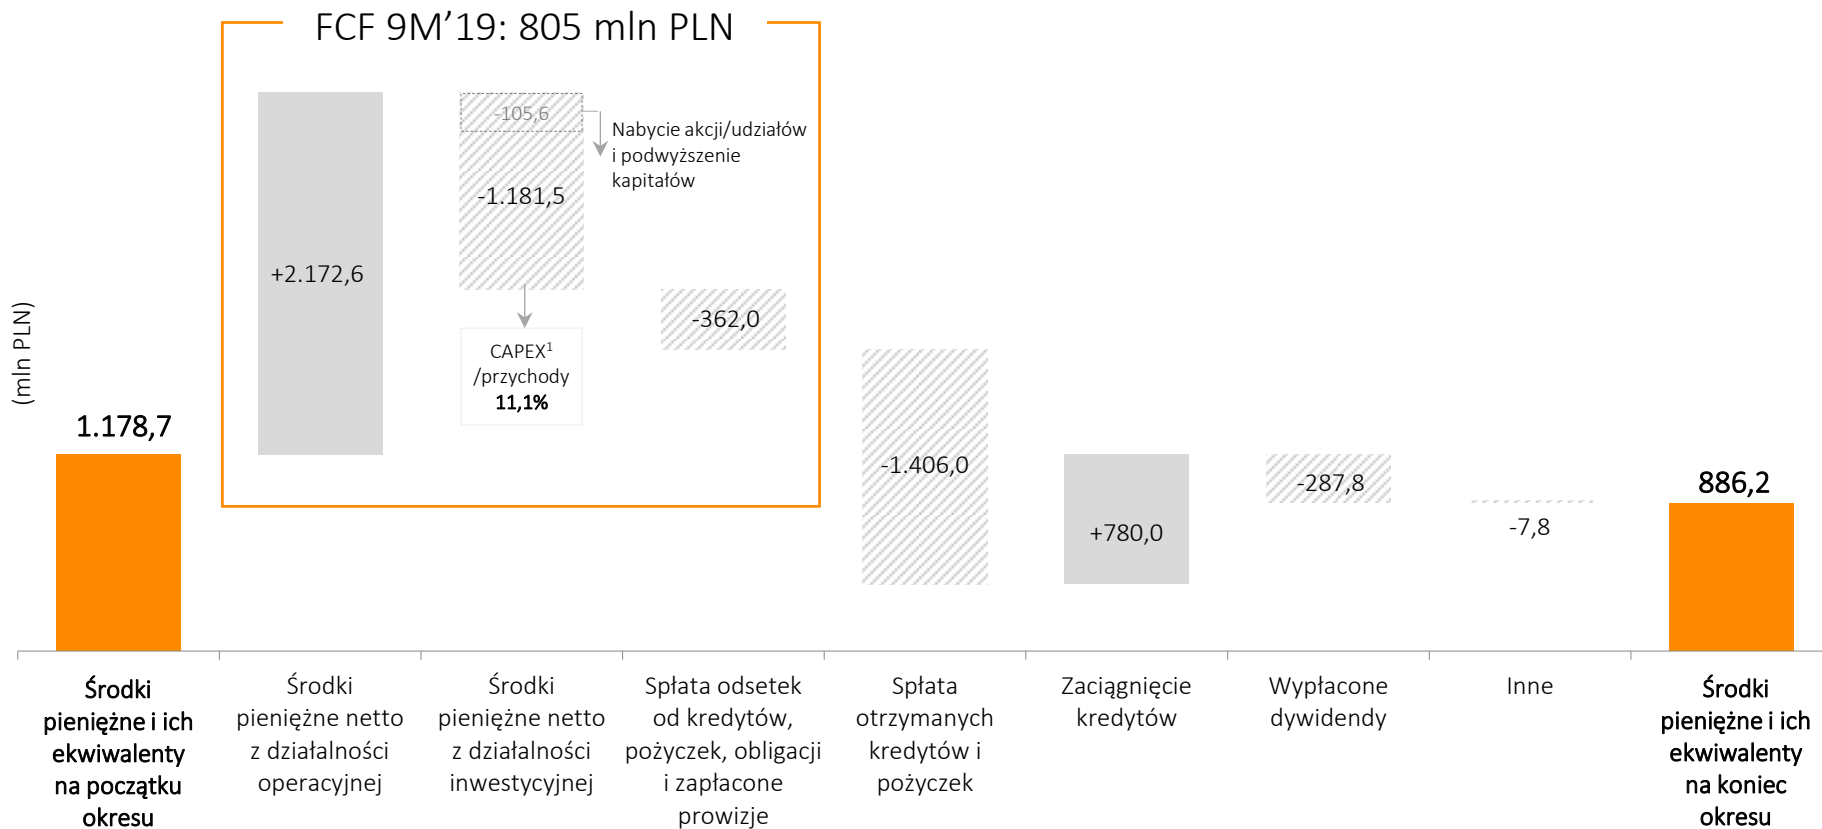 FCF 9M’19: 805 mln PLN
-105,6
Nabycie akcji/udziałów
i podwyższenie
kapitałów
-1.181,5
+2.172,6
-362,0
CAPEX¹
/przychody
11,1%
(mln PLN)
1.178,7
-1.406,0
+780,0
-287,8
-7,8
886,2
Środki
pieniężne i ich
ekwiwalenty
na początku
okresu
Środki
pieniężne netto
z działalności
operacyjnej
Środki
pieniężne netto
z działalności
inwestycyjnej
Spłata odsetek
od kredytów,
pożyczek, obligacji
i zapłacone
prowizje
Spłata
otrzymanych
kredytów i
pożyczek
Zaciągnięcie
kredytów
Wypłacone
dywidendy
Inne
Środki
pieniężne i ich
ekwiwalenty
na koniec
okresu